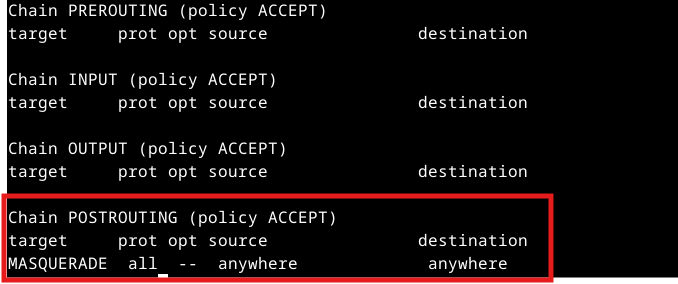 Chain PREROUTING (policy ACCEPT)
target     prot opt source               destination
Chain INPUT (policy ACCEPT)
target     prot opt source               destination
Chain OUTPUT (policy ACCEPT)
target     prot opt source               destination
Chain POSTROUTING (policy ACCEPT)
target     prot opt source               destination
MASQUERADE  all  --  anywhere             anywhere